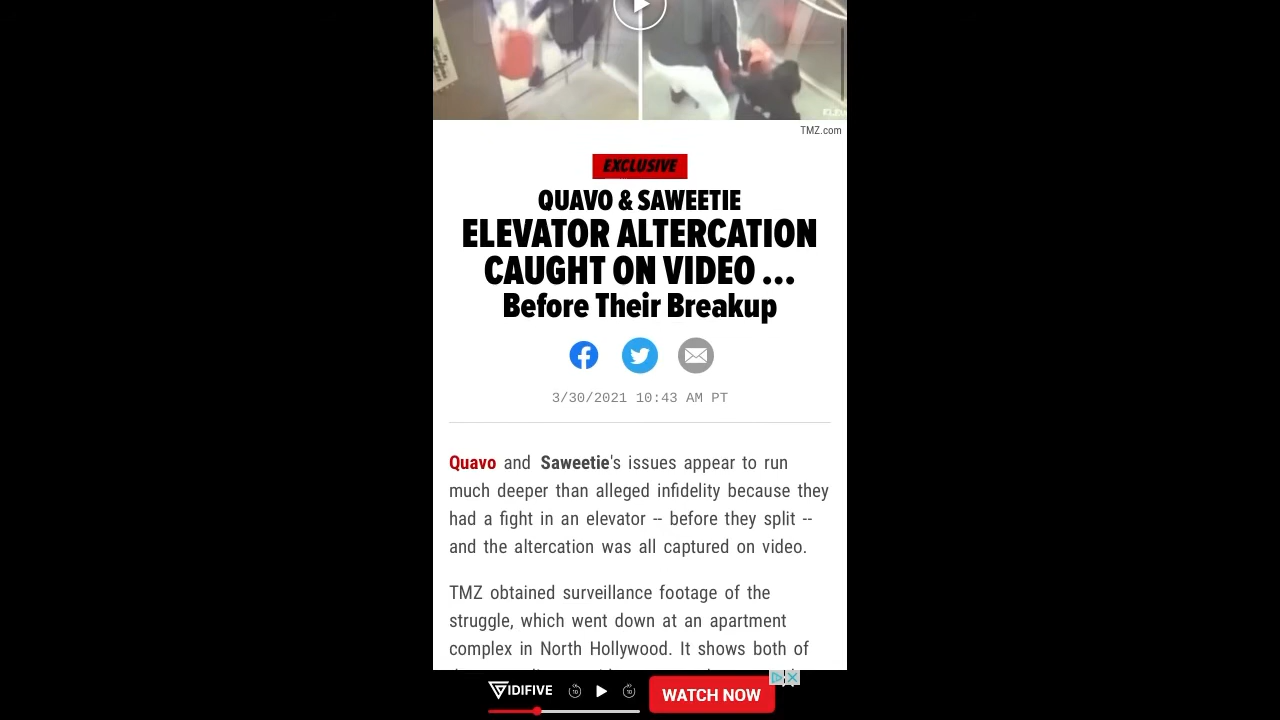 TMZ.com
EXCLUSIVE
QUAVO & SAWEETIE
ELEVATOR ALTERCATION
CAUGHT ON VIDEO ...
Before Their Breakup
3/30/2021 10:43 AM PT
Quavo and Saweetie's issues appear to run
much deeper than alleged infidelity because they
had a fight in an elevator -- before they split --
and the altercation was all captured on video.
TMZ obtained surveillance footage of the
struggle, which went down at an apartment
complex in North Hollywood. It shows both of
VIDIFIVE
10
10
WATCH NOW